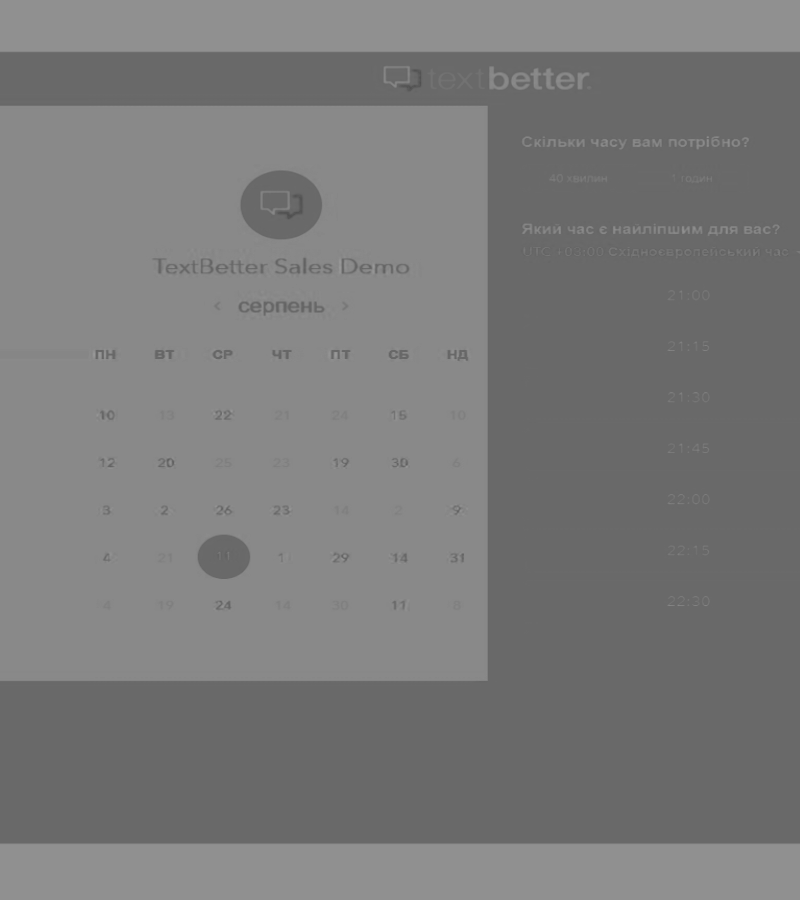 textbetter
TextBetter Sales Demo
‹ серпень ›
ПН ВТ СР ЧТ ПТ СБ НД
10 13 22 21 24 15 10
12 20 25 23 19 30 6
3 2 26 23 14 2 9
4 21 11 1 29 14 31
4 19 24 14 30 11 8
Скільки часу вам потрібно?
40 хвилин 1 годин
Який час є наиліпшим для вас?
UTC +03:00 Східноєвропейський час
21:00
21:15
21:30
21:45
22:00
22:15
22:30